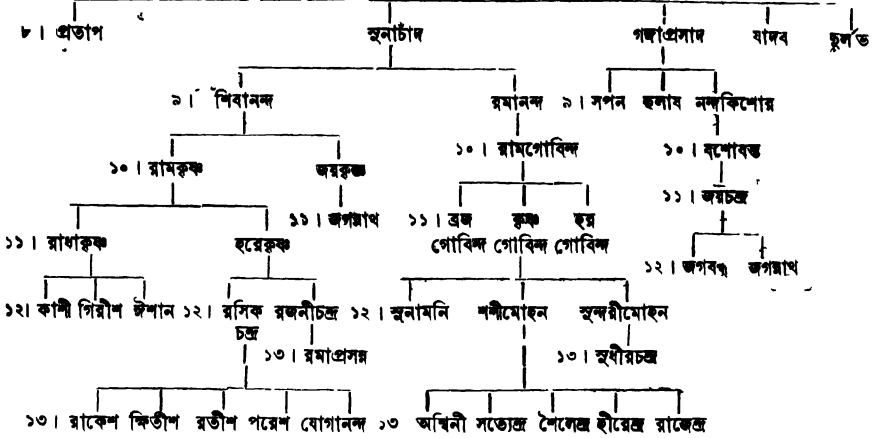 ৮। প্রতাপ সুনাচাঁদ গঙ্গাপ্রসাদ যাদব দুর্লভ
৯। শিবানন্দ রমানন্দ ৯। সপন গুলাব নন্দকিশোর
১০। রামকৃষ্ণ জয়কৃষ্ণ ১০। রামগোবিন্দ ১০। যশোবন্ত
১১। রাধাকৃষ্ণ হরেকৃষ্ণ ১১। জগন্নাথ ১১। ব্রজ কৃষ্ণ হর ১১। জয়চন্দ্র
গোবিন্দ গোবিন্দ গোবিন্দ
১২। জগবন্ধু জগন্নাথ
১২। কাশী গিরীশ ঈশান ১২। রসিক রজনীচন্দ্র ১২। সুনামনি শশীমোহন সুন্দরীমোহন
চন্দ্র
১৩। রমাপ্রসন্ন ১৩। সুধীরচন্দ্র
১৩। রাকেশ ক্ষিতীশ রতীশ পরেশ যোগানন্দ ১৩ অশ্বিনী সত্যেন্দ্র শৈলেন্দ্র হীরেন্দ্র রাজেন্দ্র